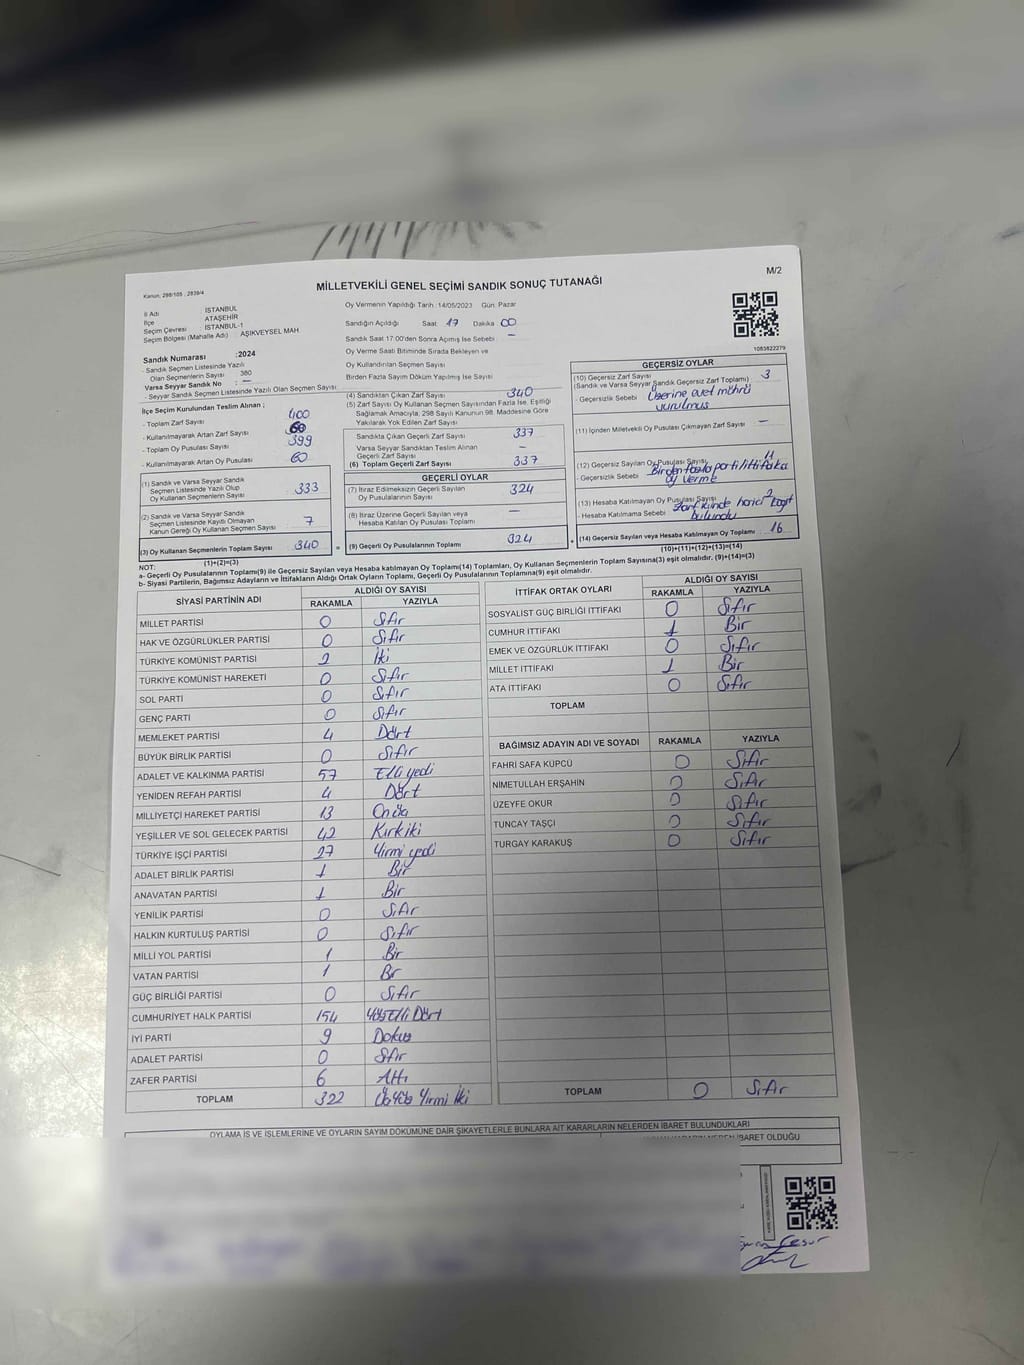 M/2
MİLLETVEKİLİ GENEL SEÇİMİ SANDIK SONUÇ TUTANAĞI
Kanun, 298/105 , 2839/4
İl Adı İSTANBUL
İlçe ATAŞEHİR
Seçim Çevresi İSTANBUL-1
Seçim Bölgesi (Mahalle Adı) AŞIKVEYSEL MAH.
Sandık Numarası :2024
- Sandık Seçmen Listesinde Yazılı
Olan Seçmenlerin Sayısı 380
Varsa Seyyar Sandık No : —
- Seyyar Sandık Seçmen Listesinde Yazılı Olan Seçmen Sayısı
İlçe Seçim Kurulundan Teslim Alınan ;
- Toplam Zarf Sayısı 400
- Kullanılmayarak Artan Zarf Sayısı 60
- Toplam Oy Pusulası Sayısı 399
- Kullanılmayarak Artan Oy Pusulası 60
(1) Sandık ve Varsa Seyyar Sandık
Seçmen Listesinde Yazılı Olup
Oy Kullanan Seçmenlerin Sayısı 333
(2) Sandık ve Varsa Seyyar Sandık
Seçmen Listesinde Kayıtlı Olmayan
Kanun Gereği Oy Kullanan Seçmen Sayısı 7
(3) Oy Kullanan Seçmenlerin Toplam Sayısı 340
(1)+(2)=(3)
Oy Vermenin Yapıldığı Tarih :14/05/2023 Gün: Pazar
Sandığın Açıldığı Saat 17 Dakika 00
Sandık Saat 17.00'den Sonra Açılmış İse Sebebi : —
Oy Verme Saati Bitiminde Sırada Bekleyen ve
Oy Kullandırılan Seçmen Sayısı
Birden Fazla Sayım Döküm Yapılmış İse Sayısı
(4) Sandıktan Çıkan Zarf Sayısı 340
(5) Zarf Sayısı Oy Kullanan Seçmen Sayısından Fazla İse, Eşitliği
Sağlamak Amacıyla, 298 Sayılı Kanunun 98. Maddesine Göre
Yakılarak Yok Edilen Zarf Sayısı —
Sandıkta Çıkan Geçerli Zarf Sayısı 337
Varsa Seyyar Sandıktan Teslim Alınan
Geçerli Zarf Sayısı —
(6) Toplam Geçerli Zarf Sayısı 337
GEÇERLİ OYLAR
(7) İtiraz Edilmeksizin Geçerli Sayılan
Oy Pusulalarının Sayısı 324
(8) İtiraz Üzerine Geçerli Sayılan veya
Hesaba Katılan Oy Pusulası Toplamı —
= (9) Geçerli Oy Pusulalarının Toplamı 324
1083822279
GEÇERSİZ OYLAR
(10) Geçersiz Zarf Sayısı 3
(Sandık ve Varsa Seyyar Sandık Geçersiz Zarf Toplamı)
- Geçersizlik Sebebi Üzerine evet mührü
vurulmuş
(11) İçinden Milletvekili Oy Pusulası Çıkmayan Zarf Sayısı —
(12) Geçersiz Sayılan Oy Pusulası Sayısı 11
- Geçersizlik Sebebi Birden fazla parti ittifaka
oy verme
(13) Hesaba Katılmayan Oy Pusulası Sayısı 2
- Hesaba Katılmama Sebebi Zarf içinde harici kağıt
bulundu
+ (14) Geçersiz Sayılan veya Hesaba Katılmayan Oy Toplamı 16
(10)+(11)+(12)+(13)=(14)
NOT:
a- Geçerli Oy Pusulası Toplamı(9) ile Geçersiz Sayılan veya Hesaba Katılmayan Oy Toplamı(14) Toplamları, Oy Kullanan Seçmenlerin Toplam Sayısına(3) eşit olmalıdır. (9)+(14)=(3)
b- Siyasi Partilerin, Bağımsız Adayların ve İttifakların Aldığı Ortak Oyların Toplamı, Geçerli Oy Pusulalarının Toplamına(9) eşit olmalıdır.
SİYASİ PARTİNİN ADI ALDIĞI OY SAYISI
RAKAMLA YAZIYLA
MİLLET PARTİSİ 0 Sıfır
HAK VE ÖZGÜRLÜKLER PARTİSİ 0 Sıfır
TÜRKİYE KOMÜNİST PARTİSİ 2 İki
TÜRKİYE KOMÜNİST HAREKETİ 0 Sıfır
SOL PARTİ 0 Sıfır
GENÇ PARTİ 0 Sıfır
MEMLEKET PARTİSİ 4 Dört
BÜYÜK BİRLİK PARTİSİ 0 Sıfır
ADALET VE KALKINMA PARTİSİ 57 Elli yedi
YENİDEN REFAH PARTİSİ 4 Dört
MİLLİYETÇİ HAREKET PARTİSİ 13 Onüç
YEŞİLLER VE SOL GELECEK PARTİSİ 42 Kırkiki
TÜRKİYE İŞÇİ PARTİSİ 27 Yirmi yedi
ADALET BİRLİK PARTİSİ 1 Bir
ANAVATAN PARTİSİ 1 Bir
YENİLİK PARTİSİ 0 Sıfır
HALKIN KURTULUŞ PARTİSİ 0 Sıfır
MİLLİ YOL PARTİSİ 1 Bir
VATAN PARTİSİ 1 Bir
GÜÇ BİRLİĞİ PARTİSİ 0 Sıfır
CUMHURİYET HALK PARTİSİ 154 YüzElli Dört
İYİ PARTİ 9 Dokuz
ADALET PARTİSİ 0 Sıfır
ZAFER PARTİSİ 6 Altı
TOPLAM 322 ÜçYüz Yirmi İki
İTTİFAK ORTAK OYLARI ALDIĞI OY SAYISI
RAKAMLA YAZIYLA
SOSYALİST GÜÇ BİRLİĞİ İTTİFAKI 0 Sıfır
CUMHUR İTTİFAKI 1 Bir
EMEK VE ÖZGÜRLÜK İTTİFAKI 0 Sıfır
MİLLET İTTİFAKI 1 Bir
ATA İTTİFAKI 0 Sıfır
TOPLAM
BAĞIMSIZ ADAYIN ADI VE SOYADI RAKAMLA YAZIYLA
FAHRİ SAFA KÜPCÜ 0 Sıfır
NİMETULLAH ERŞAHİN 0 Sıfır
ÜZEYFE OKUR 0 Sıfır
TUNCAY TAŞÇI 0 Sıfır
TURGAY KARAKUŞ 0 Sıfır
TOPLAM 0 Sıfır
OYLAMA İŞ VE İŞLEMLERİNE VE OYLARIN SAYIM DÖKÜMÜNE DAİR ŞİKAYETLERLE BUNLARA AİT KARARLARIN NELERDEN İBARET BULUNDUKLARI
İBARET OLDUĞU